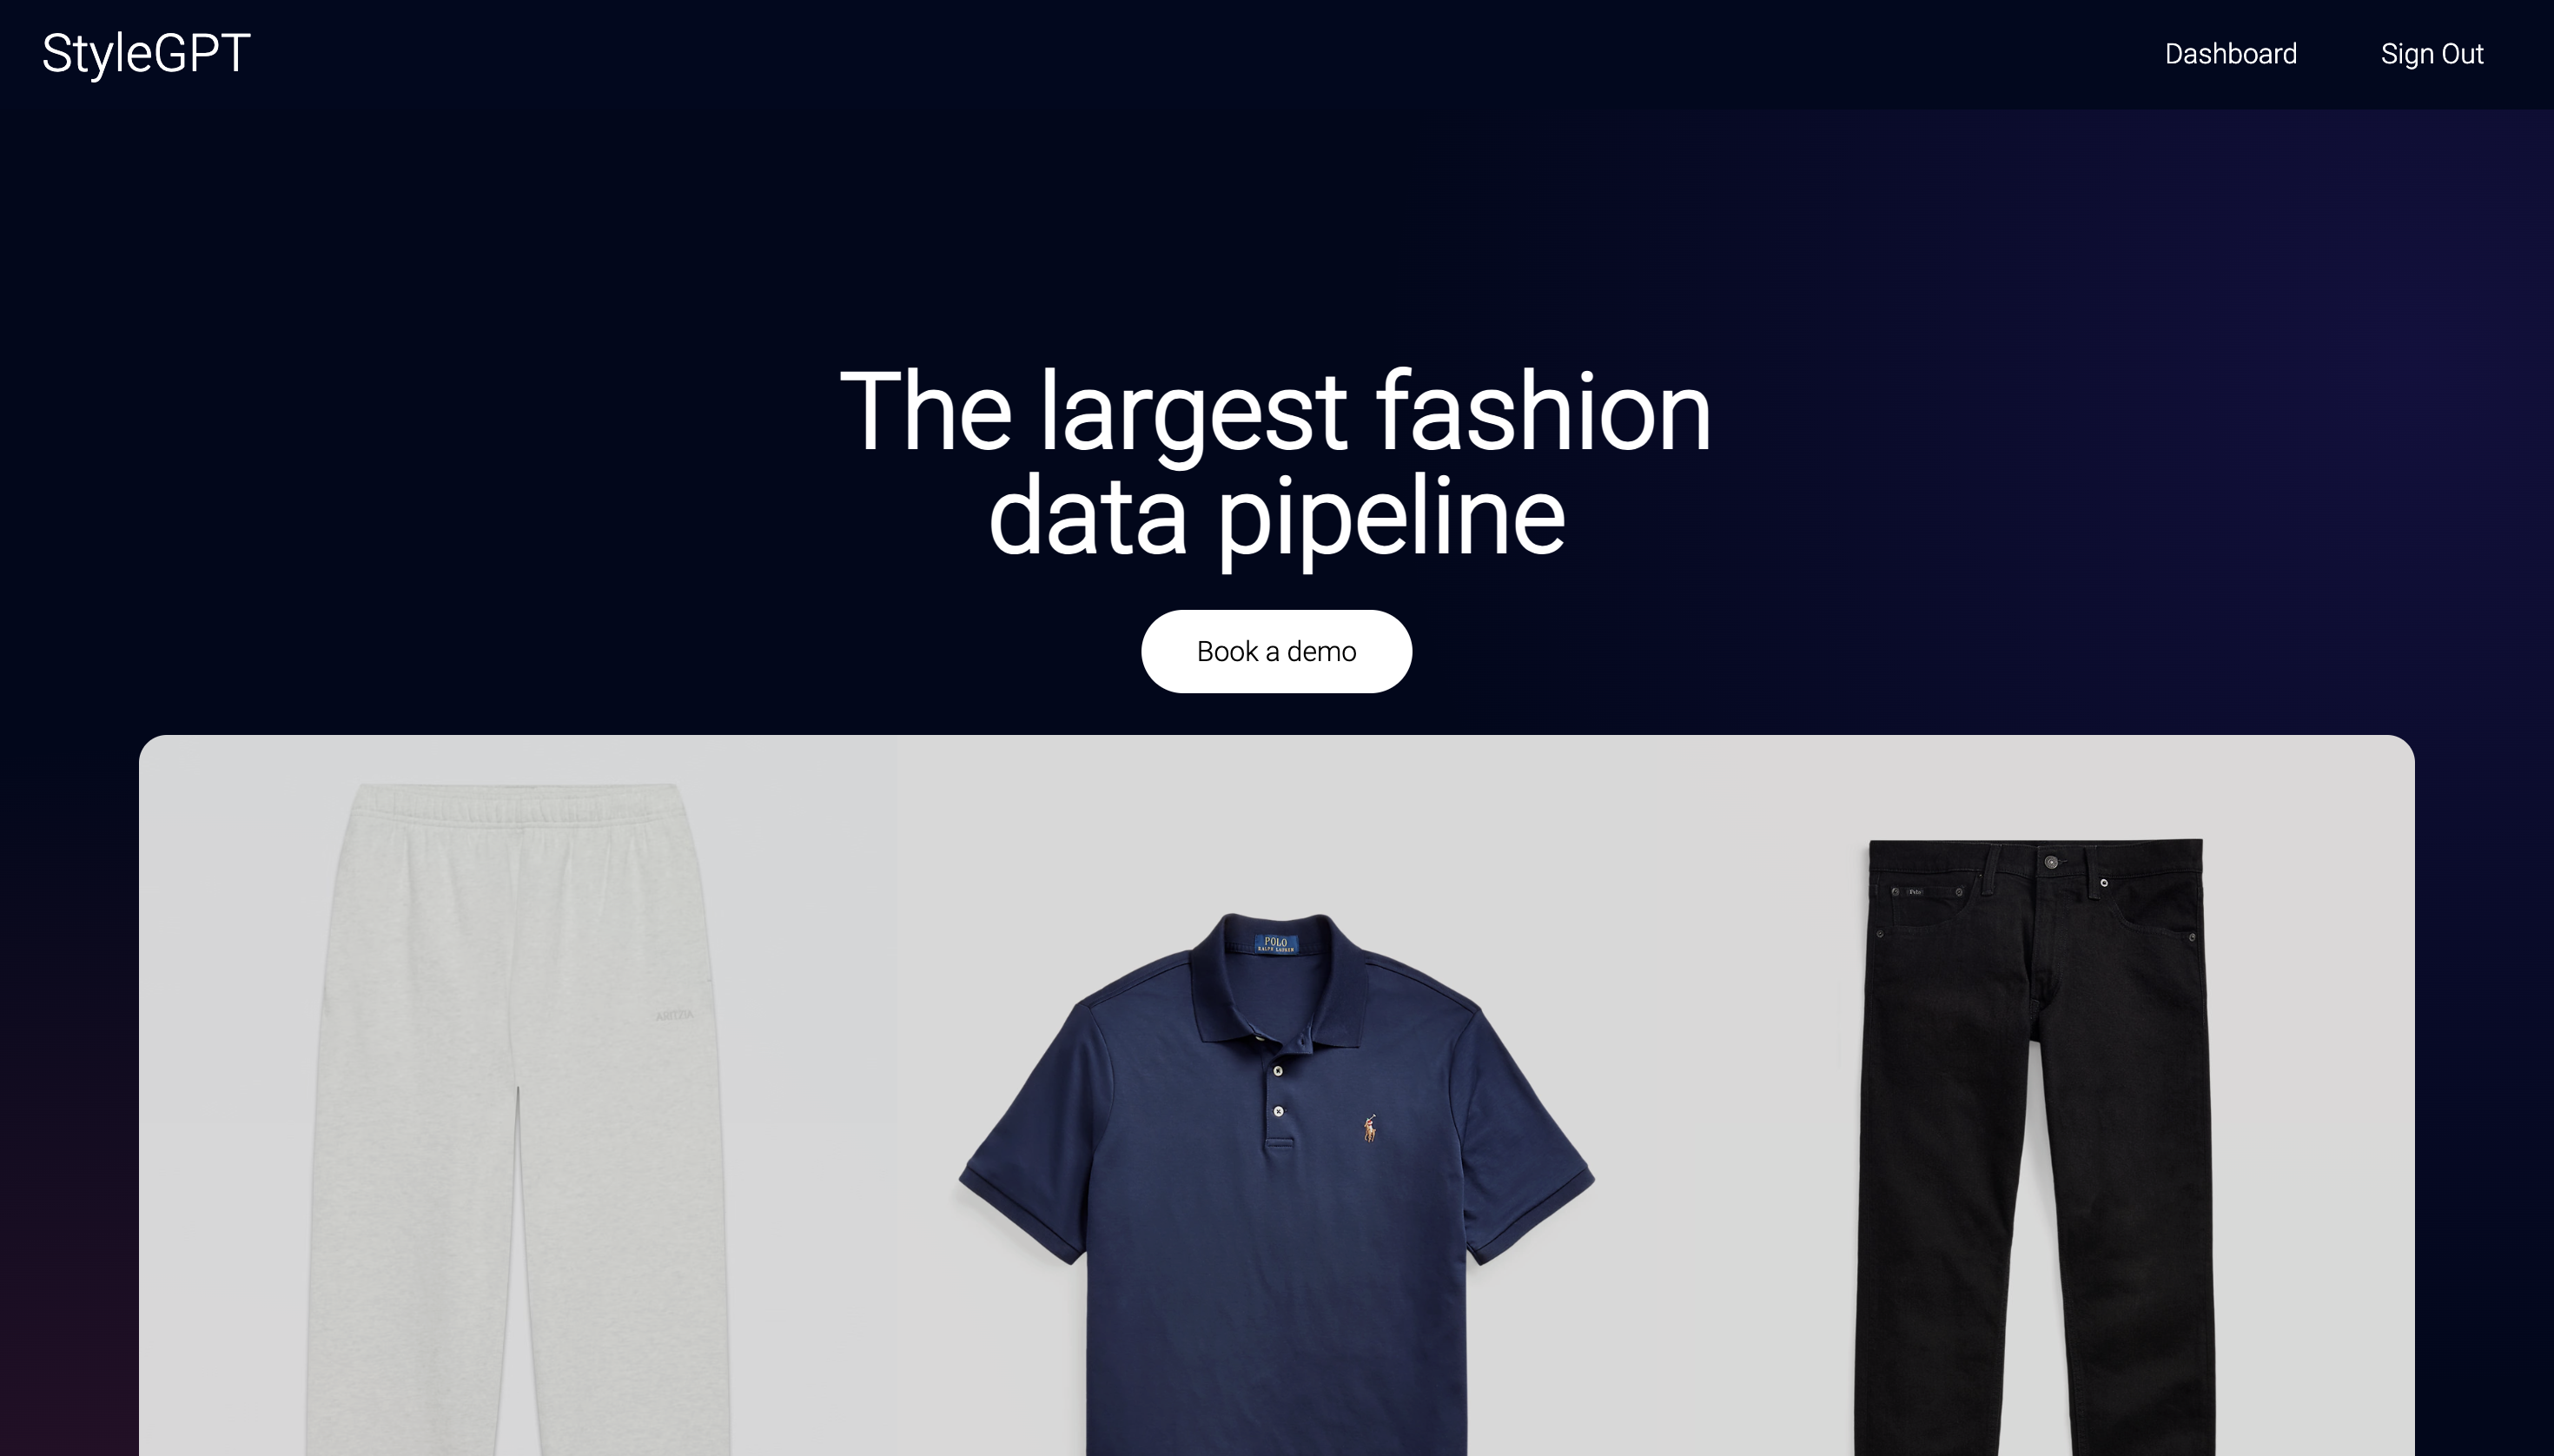 StyleGPT
Dashboard
Sign Out
The largest fashion
data pipeline
Book a demo
ARITZIA
POLO
RALPH LAUREN
Polo